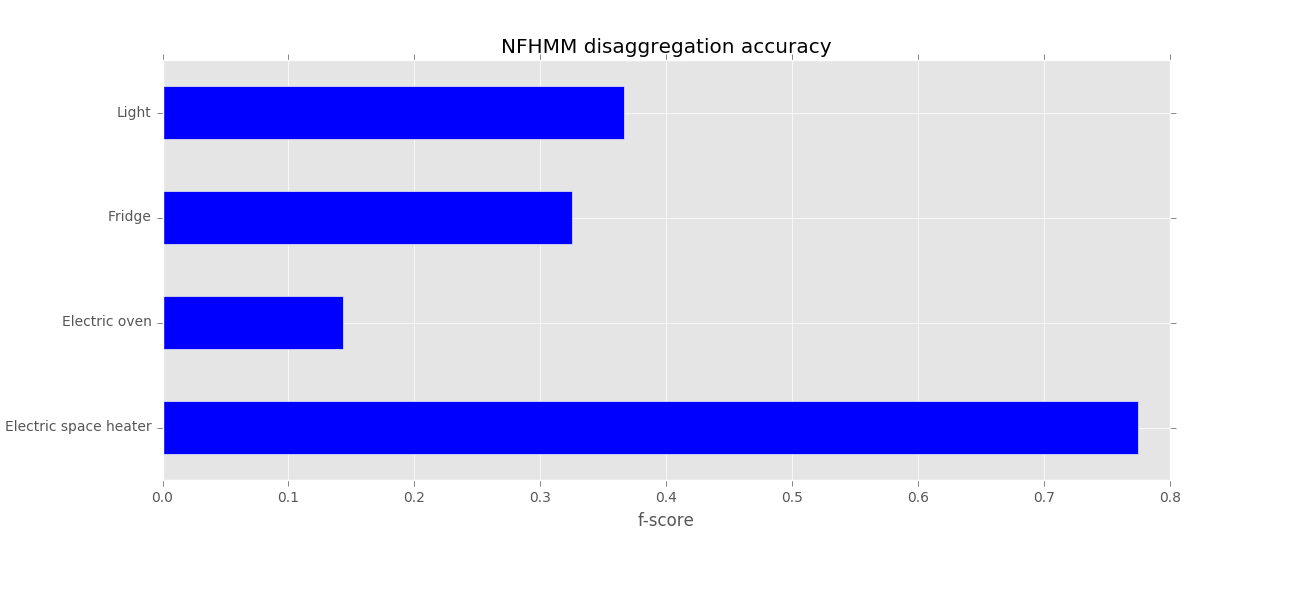 NFHMM disaggregation accuracy
Light
Fridge
Electric oven
Electric space heater
0.0 0.1 0.2 0.3 0.4 0.5 0.6 0.7 0.8
f-score